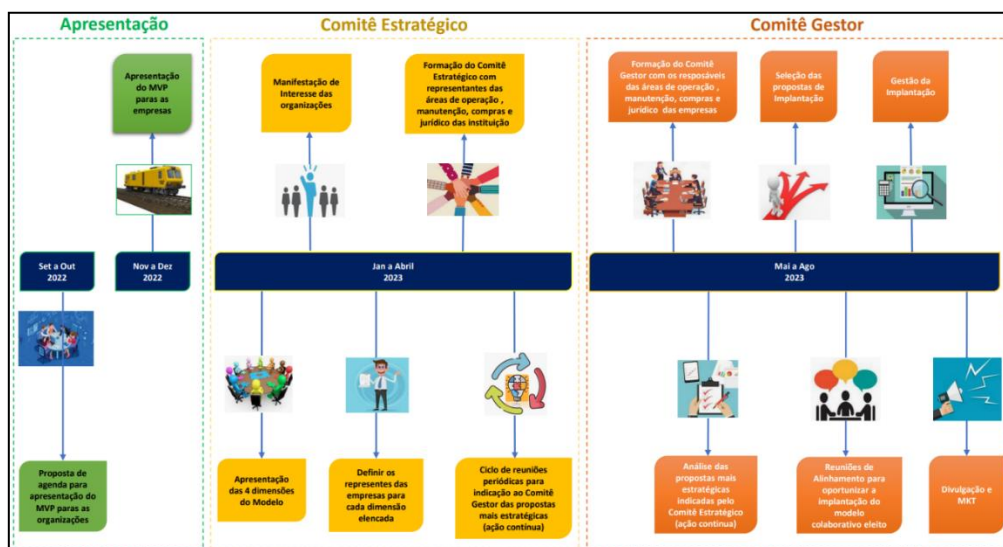 Apresentação
Apresentação
do MVP
paras as
empresas
Set a Out
2022
Nov a Dez
2022
Proposta de
agenda para
apresentação do
MVP paras as
organizações
Comitê Estratégico
Manifestação de
Interesse das
organizações
Formação do Comitê
Estratégico com
representantes das
áreas de operação ,
manutenção, compras e
jurídico das instituição
Jan a Abril
2023
Apresentação
das 4 dimensões
do Modelo
Definir os
representes das
empresas para
cada dimensão
elencada
Ciclo de reuniões
periódicas para
indicação ao Comitê
Gestor das propostas
mais estratégicas
(ação contínua)
Comitê Gestor
Formação do Comitê
Gestor com os resposáveis
das áreas de operação ,
manutenção, compras e
jurídico das empresas
Seleção das
propostas de
Implantação
Gestão da
Implantação
Mai a Ago
2023
Análise das
propostas mais
estratégicas
indicadas pelo
Comitê Estratégico
(ação continua)
Reuniões de
Alinhamento para
oportunizar a
implantação do
modelo
colaborativo eleito
Divulgação e
MKT